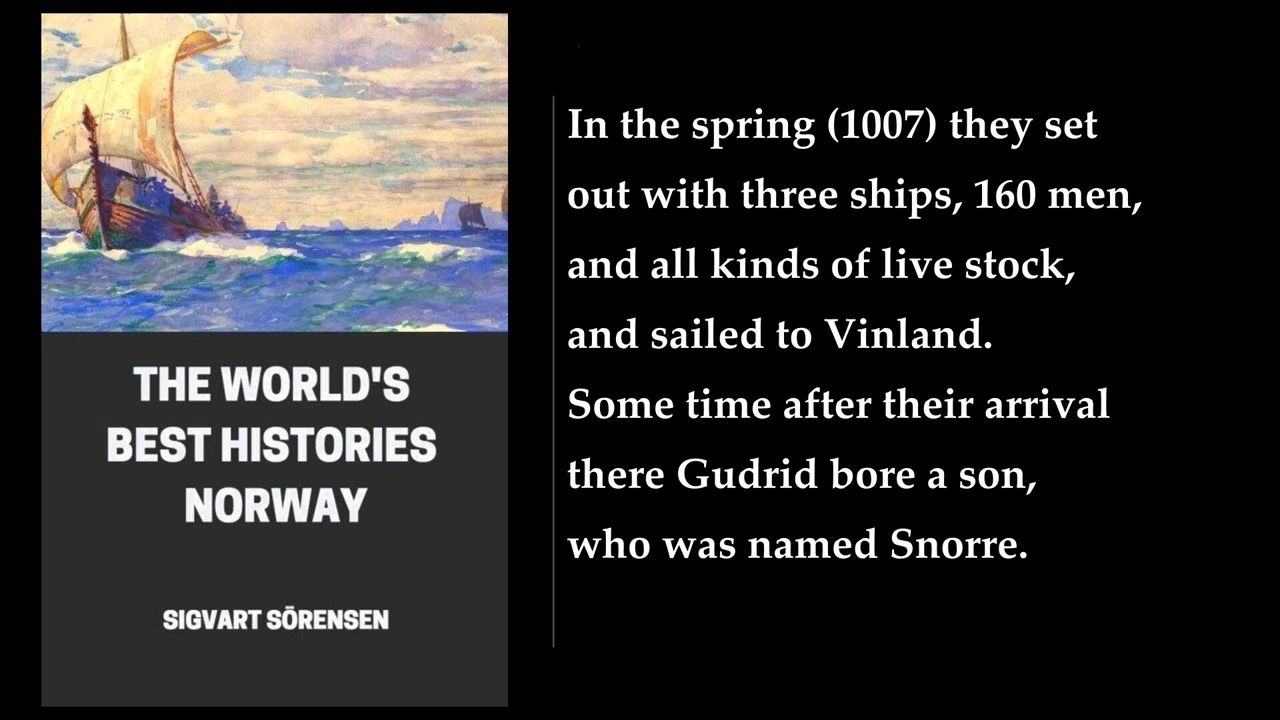 THE WORLD'S
BEST HISTORIES
NORWAY
SIGVART SÖRENSEN
In the spring (1007) they set
out with three ships, 160 men,
and all kinds of live stock,
and sailed to Vinland.
Some time after their arrival
there Gudrid bore a son,
who was named Snorre.